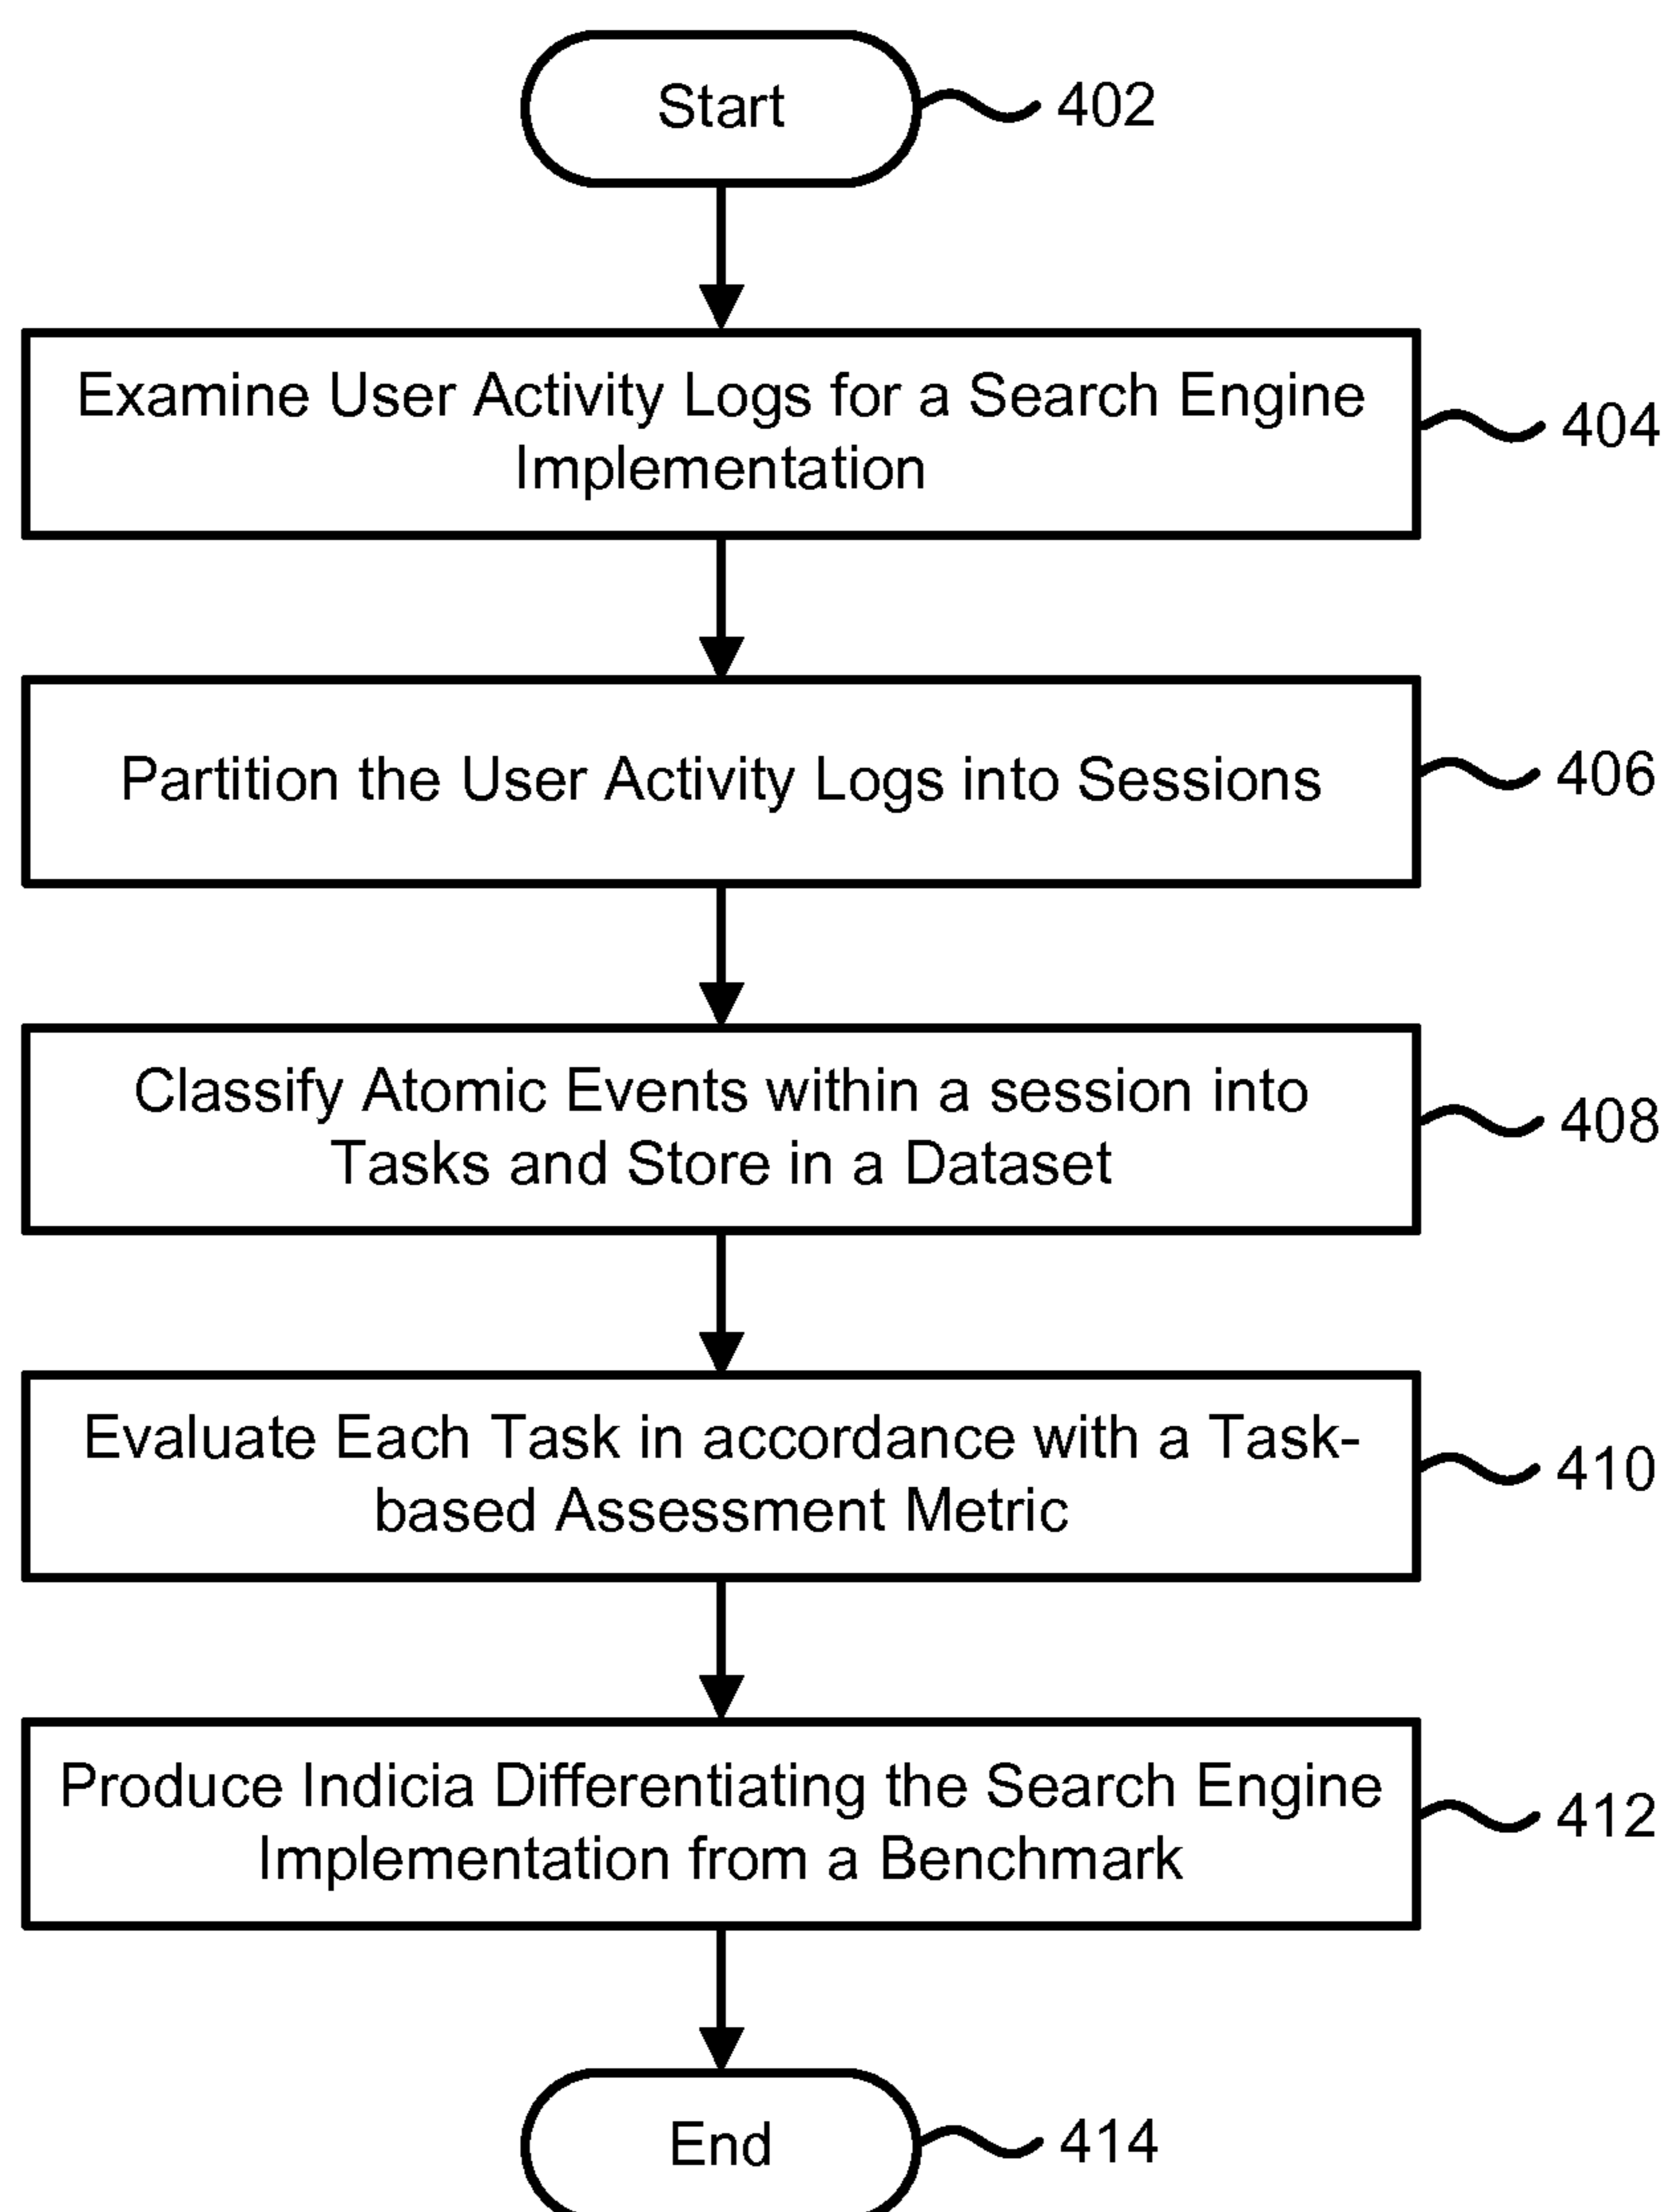 Start
402
Examine User Activity Logs for a Search Engine
Implementation
404
Partition the User Activity Logs into Sessions
406
Classify Atomic Events within a session into
Tasks and Store in a Dataset
408
Evaluate Each Task in accordance with a Task-
based Assessment Metric
410
Produce Indicia Differentiating the Search Engine
Implementation from a Benchmark
412
End
414